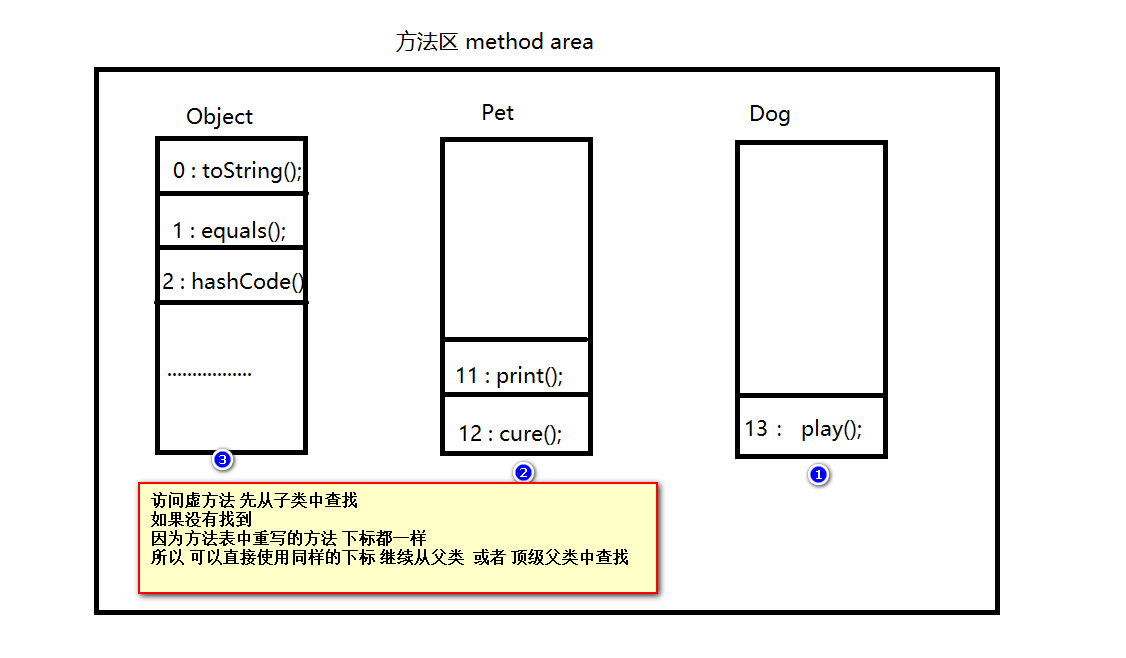 方法区 method area
Object
Pet
Dog
0 : toString();
1 : equals();
2 : hashCode()
.................
11 : print();
12 : cure();
13 : play();
3
2
1
访问虚方法 先从子类中查找
如果没有找到
因为方法表中重写的方法 下标都一样
所以 可以直接使用同样的下标 继续从父类 或者 顶级父类中查找